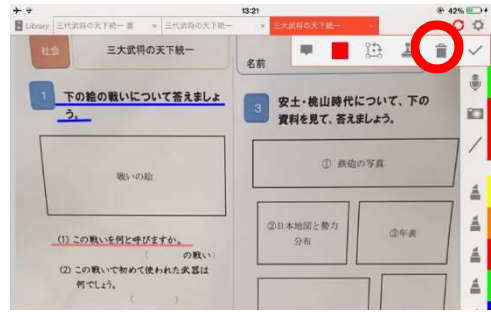 13:21
42%
Library
三代武将の天下統一 裏 ×
三代武将の天下統一 ×
三大武将の天下統一 ×
社会
三大武将の天下統一
名前
1
下の絵の戦いについて答えましょ
う。
戦いの絵
(1) この戦いを何と呼びますか。
( の戦い)
(2) この戦いで初めて使われた武器は
何でしょう。
( )
3
安土・桃山時代について、下の
資料を見て、答えましょう。
① 鉄砲の写真
②日本地図と勢力
分布
③年表